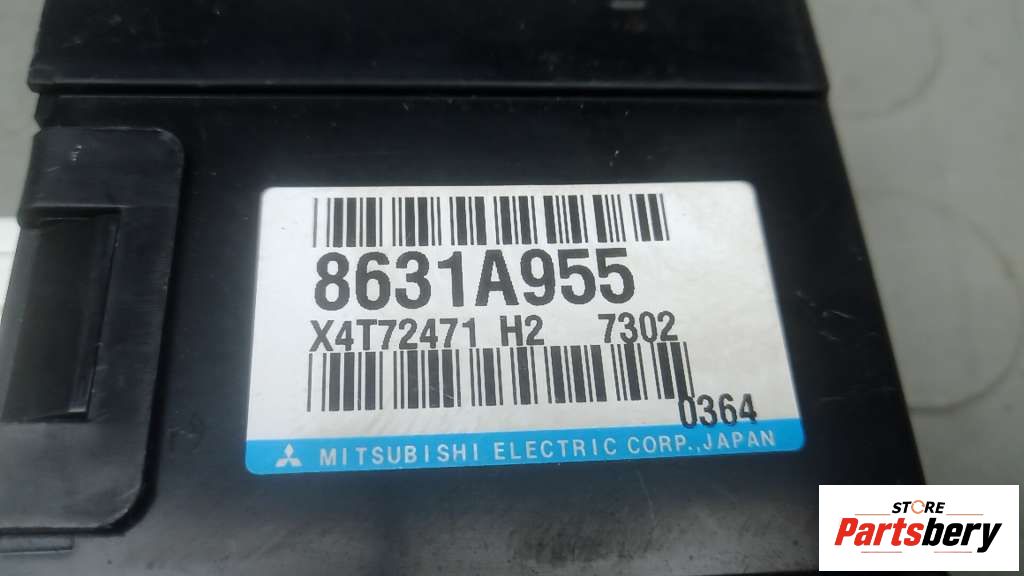 8631A955
X4T72471 H2 7302
0364
MITSUBISHI ELECTRIC CORP., JAPAN
STORE
Partsbery